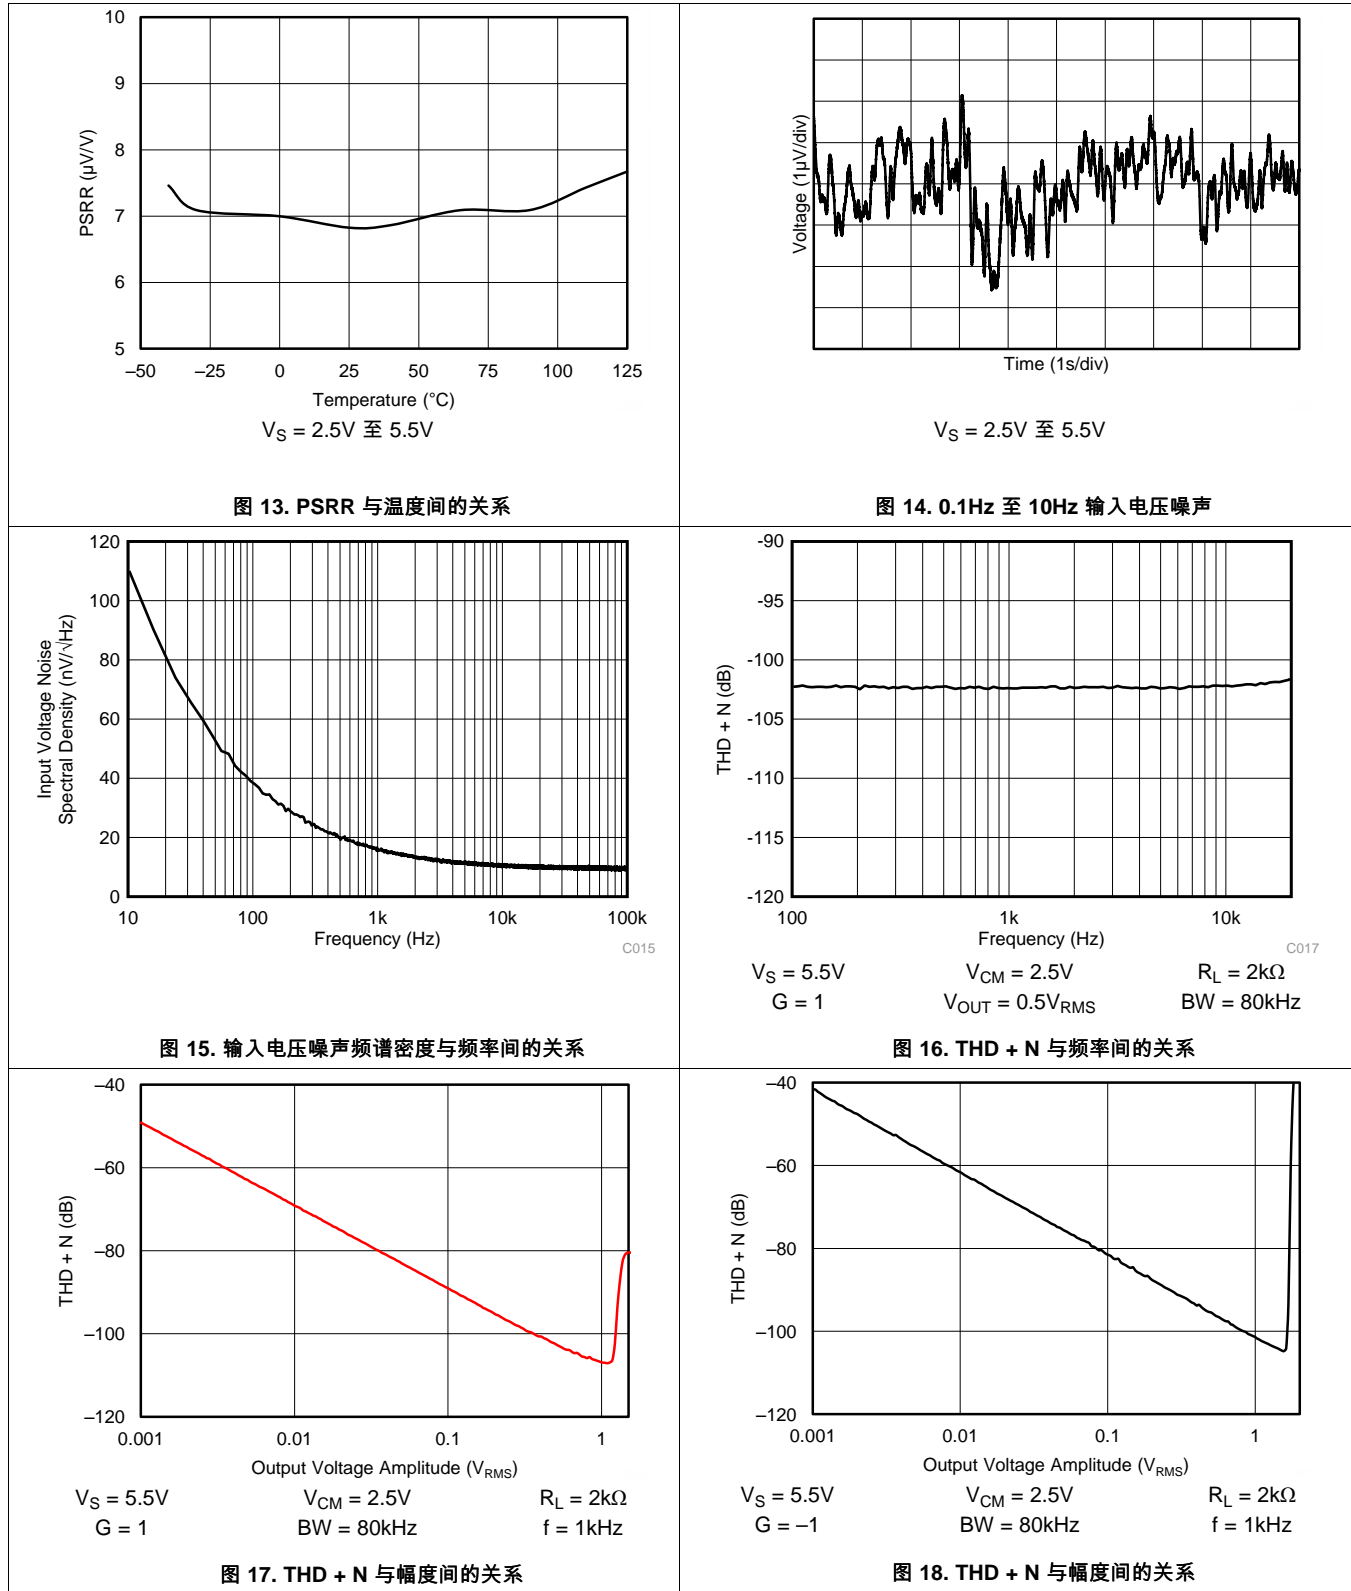 10
9
8
7
6
5
PSRR (µV/V)
–50 –25 0 25 50 75 100 125
Temperature (°C)
VS = 2.5V 至 5.5V
图 13. PSRR 与温度间的关系
Voltage (1µV/div)
Time (1s/div)
VS = 2.5V 至 5.5V
图 14. 0.1Hz 至 10Hz 输入电压噪声
120
100
80
60
40
20
0
Input Voltage Noise
Spectral Density (nV/√Hz)
10 100 1k 10k 100k
Frequency (Hz)
C015
图 15. 输入电压噪声频谱密度与频率间的关系
-90
-95
-100
-105
-110
-115
-120
THD + N (dB)
100 1k 10k
Frequency (Hz)
C017
VS = 5.5V VCM = 2.5V RL = 2kΩ
G = 1 VOUT = 0.5VRMS BW = 80kHz
图 16. THD + N 与频率间的关系
–40
–60
–80
–100
–120
THD + N (dB)
0.001 0.01 0.1 1
Output Voltage Amplitude (VRMS)
VS = 5.5V VCM = 2.5V RL = 2kΩ
G = 1 BW = 80kHz f = 1kHz
图 17. THD + N 与幅度间的关系
–40
–60
–80
–100
–120
THD + N (dB)
0.001 0.01 0.1 1
Output Voltage Amplitude (VRMS)
VS = 5.5V VCM = 2.5V RL = 2kΩ
G = –1 BW = 80kHz f = 1kHz
图 18. THD + N 与幅度间的关系